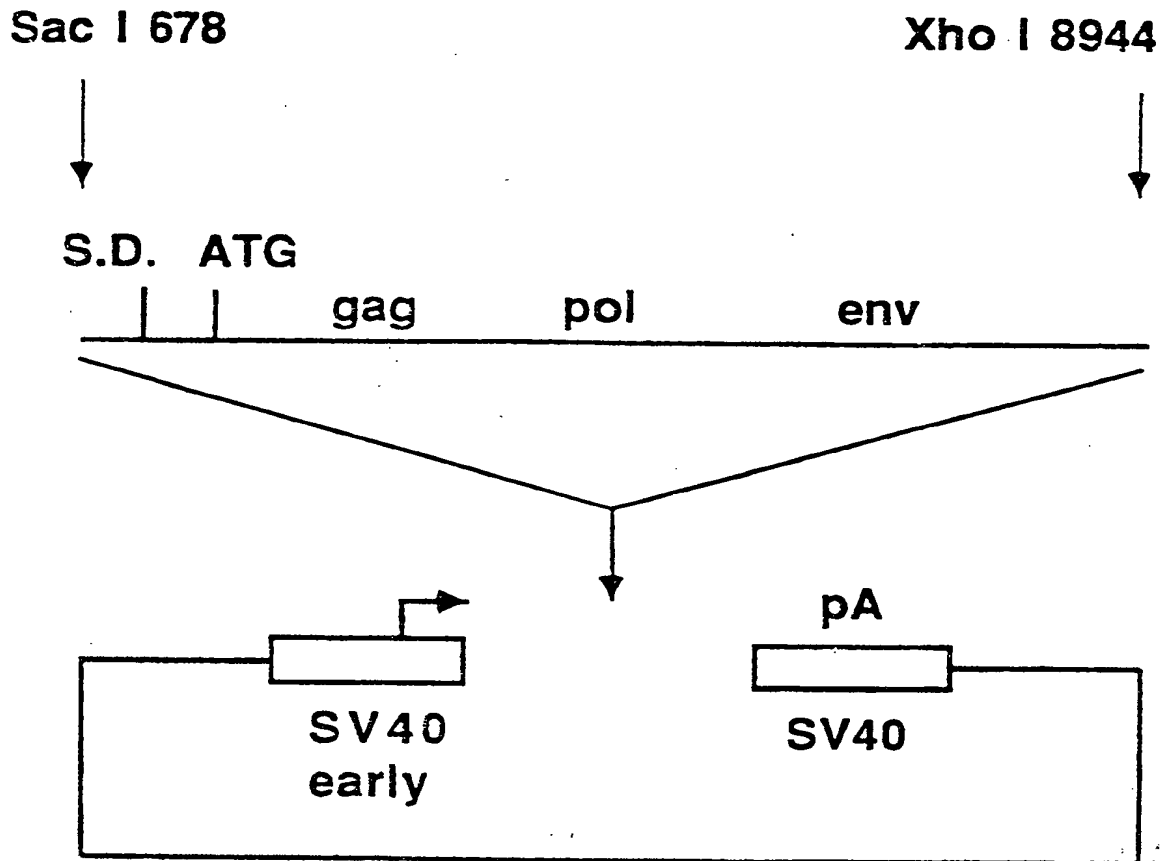 Sac I 678
Xho I 8944
S.D. ATG
gag pol env
pA
SV40
early
SV40